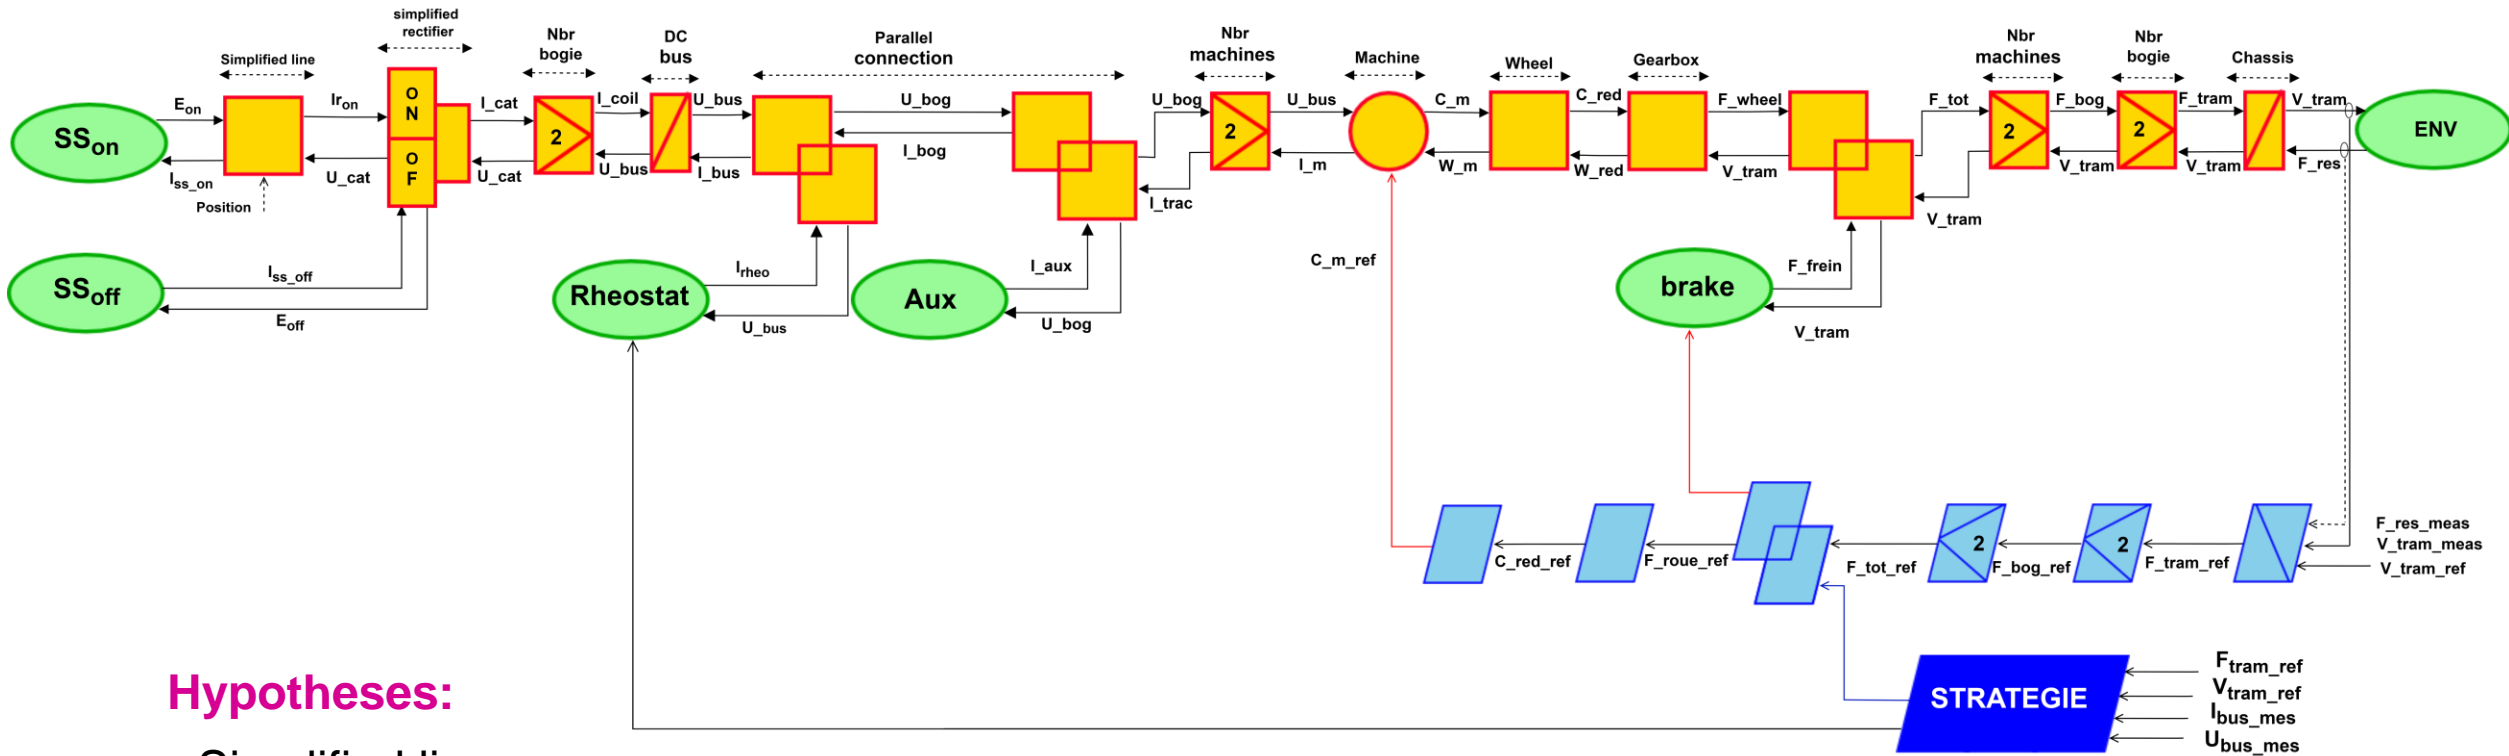 simplified
rectifier
Simplified line
Nbr
bogie
DC
bus
Parallel
connection
Nbr
machines
Machine
Wheel
Gearbox
Nbr
machines
Nbr
bogie
Chassis
SSon
Eon
Iss_on
Position
Iron
U_cat
O
N
O
F
I_cat
U_cat
2
I_coil
U_bus
U_bus
I_bus
U_bog
I_bog
U_bog
I_trac
2
U_bus
I_m
C_m
W_m
C_red
W_red
F_wheel
V_tram
F_tot
V_tram
2
F_bog
V_tram
2
F_tram
V_tram
V_tram
F_res
ENV
SSoff
Iss_off
Eoff
Rheostat
Irheo
U_bus
Aux
I_aux
U_bog
C_m_ref
brake
F_frein
V_tram
C_red_ref
F_roue_ref
F_tot_ref
2
F_bog_ref
2
F_tram_ref
F_res_meas
V_tram_meas
V_tram_ref
STRATEGIE
Ftram_ref
Vtram_ref
Ibus_mes
Ubus_mes
Hypotheses: